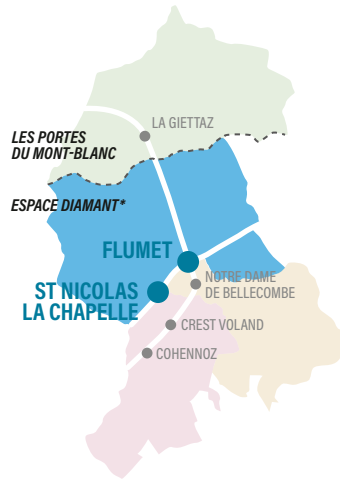 LA GIETTAZ
LES PORTES
DU MONT-BLANC
ESPACE DIAMANT*
FLUMET
NOTRE DAME
DE BELLECOMBE
ST NICOLAS
LA CHAPELLE
CREST VOLAND
COHENNOZ